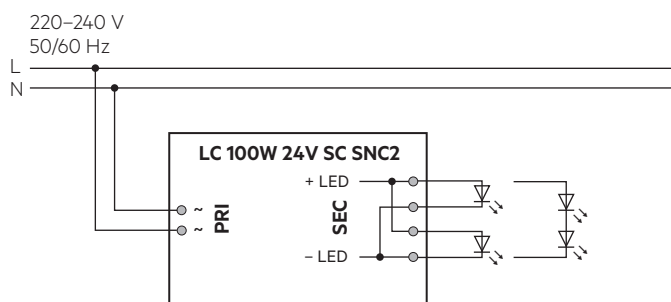 220–240 V
50/60 Hz
L
N
LC 100W 24V SC SNC2
+ LED
~ PRI
~
SEC
– LED